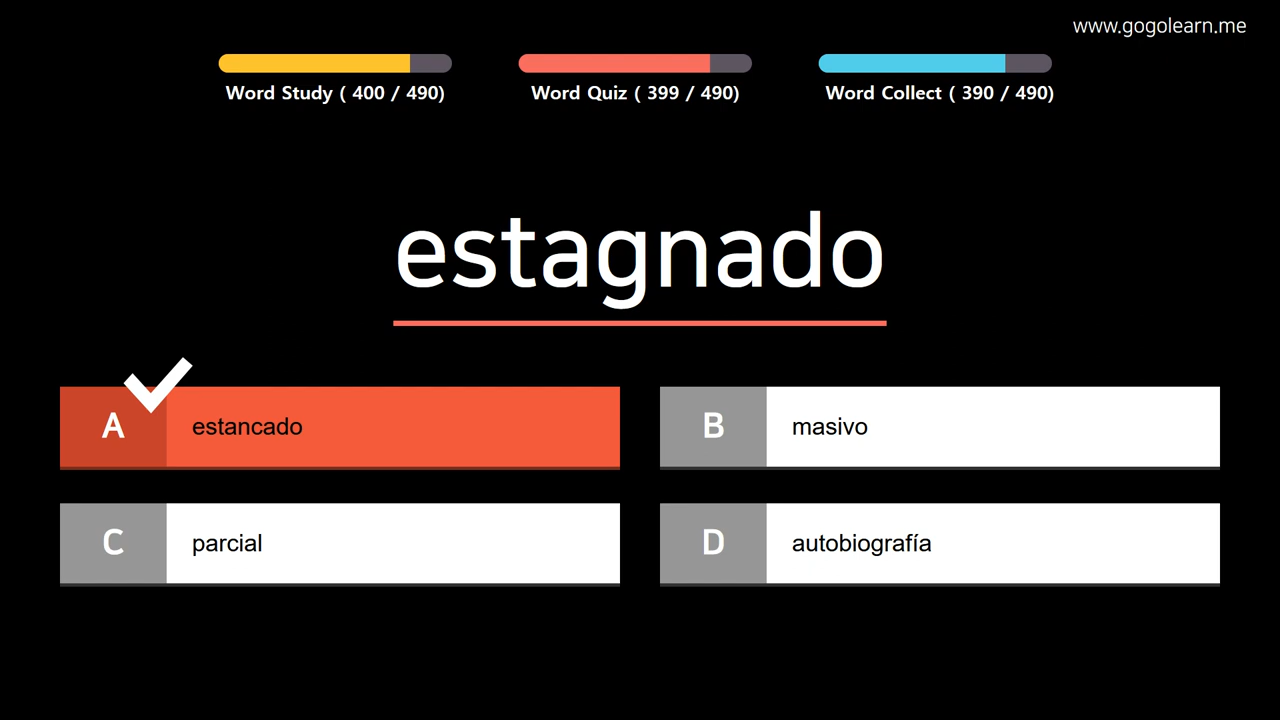 www.gogolearn.me
Word Study ( 400 / 490)
Word Quiz ( 399 / 490)
Word Collect ( 390 / 490)
estagnado
A estancado
B masivo
C parcial
D autobiografía